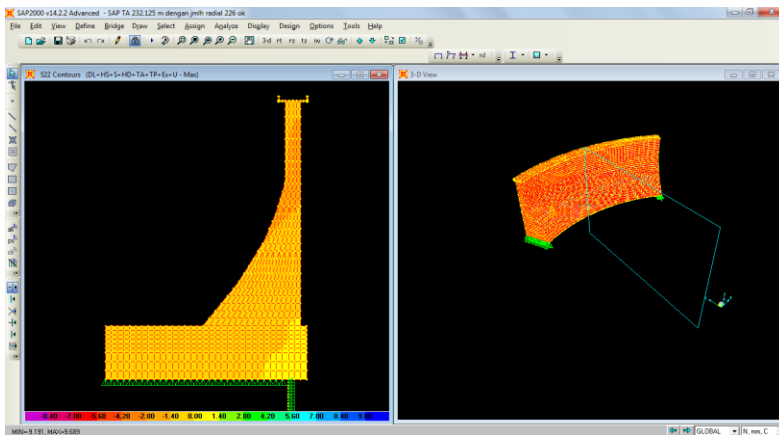 SAP2000 v14.2.2 Advanced - SAP TA 232.125 m dengan jmlh radial 226 ok
File Edit View Define Bridge Draw Select Assign Analyze Display Design Options Tools Help
3-d
S22 Contours (DL+HS+S+HD+TA+TP+Ex+U - Max)
3-D View
-8.40 -7.00 -5.60 -4.20 -2.80 -1.40 0.00 1.40 2.80 4.20 5.60 7.00 8.40
MIN=-9.191, MAX=9.689
GLOBAL
N, mm, C